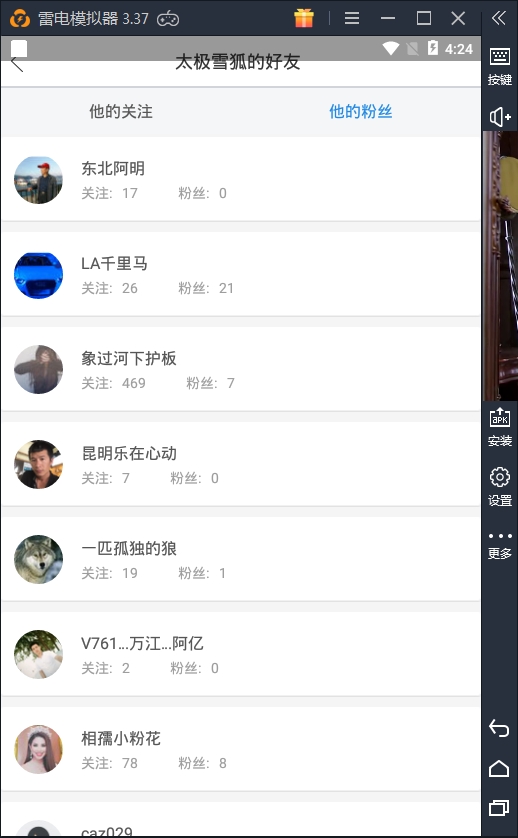 雷电模拟器 3.37
4:24
太极雪狐的好友
他的关注 他的粉丝
东北阿明
关注: 17 粉丝: 0
LA千里马
关注: 26 粉丝: 21
象过河下护板
关注: 469 粉丝: 7
昆明乐在心动
关注: 7 粉丝: 0
一匹孤独的狼
关注: 19 粉丝: 1
V761...万江...阿亿
关注: 2 粉丝: 0
相孺小粉花
关注: 78 粉丝: 8
caz029
按键
APK
安装
设置
更多